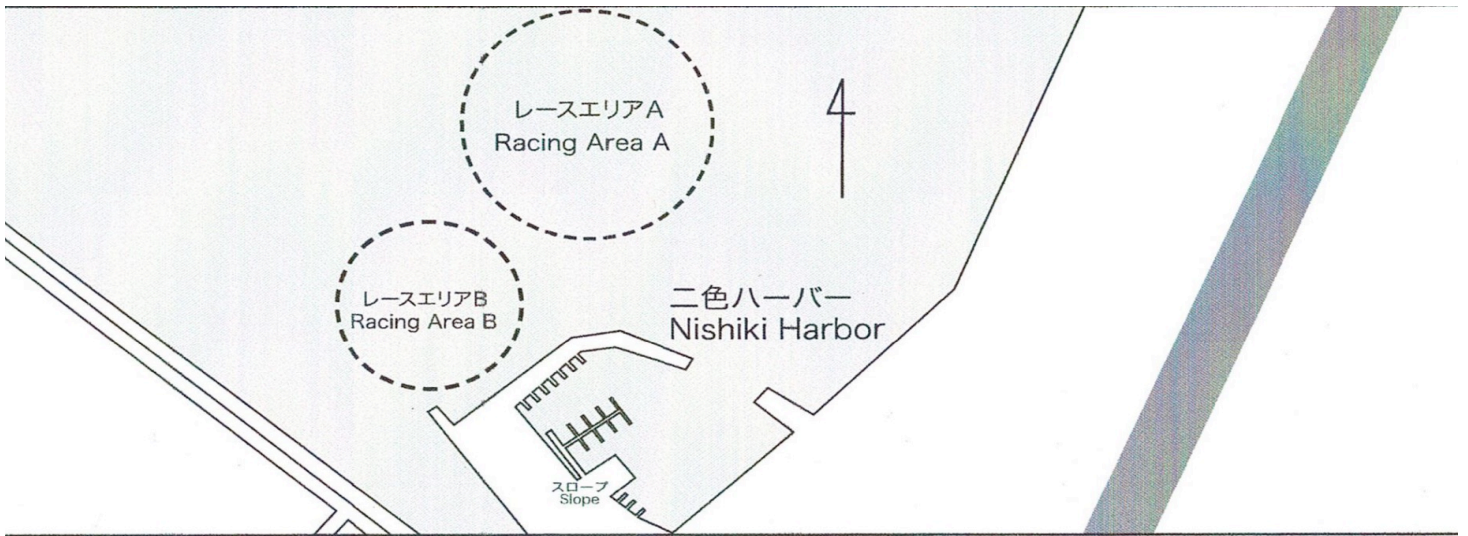 レースエリアA
Racing Area A
レースエリアB
Racing Area B
二色ハーバー
Nishiki Harbor
スロープ
Slope